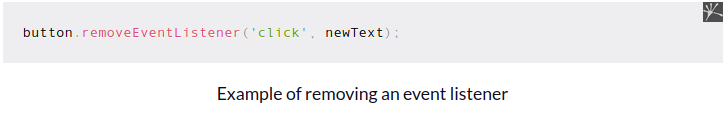 button.removeEventListener('click', newText);
Example of removing an event listener